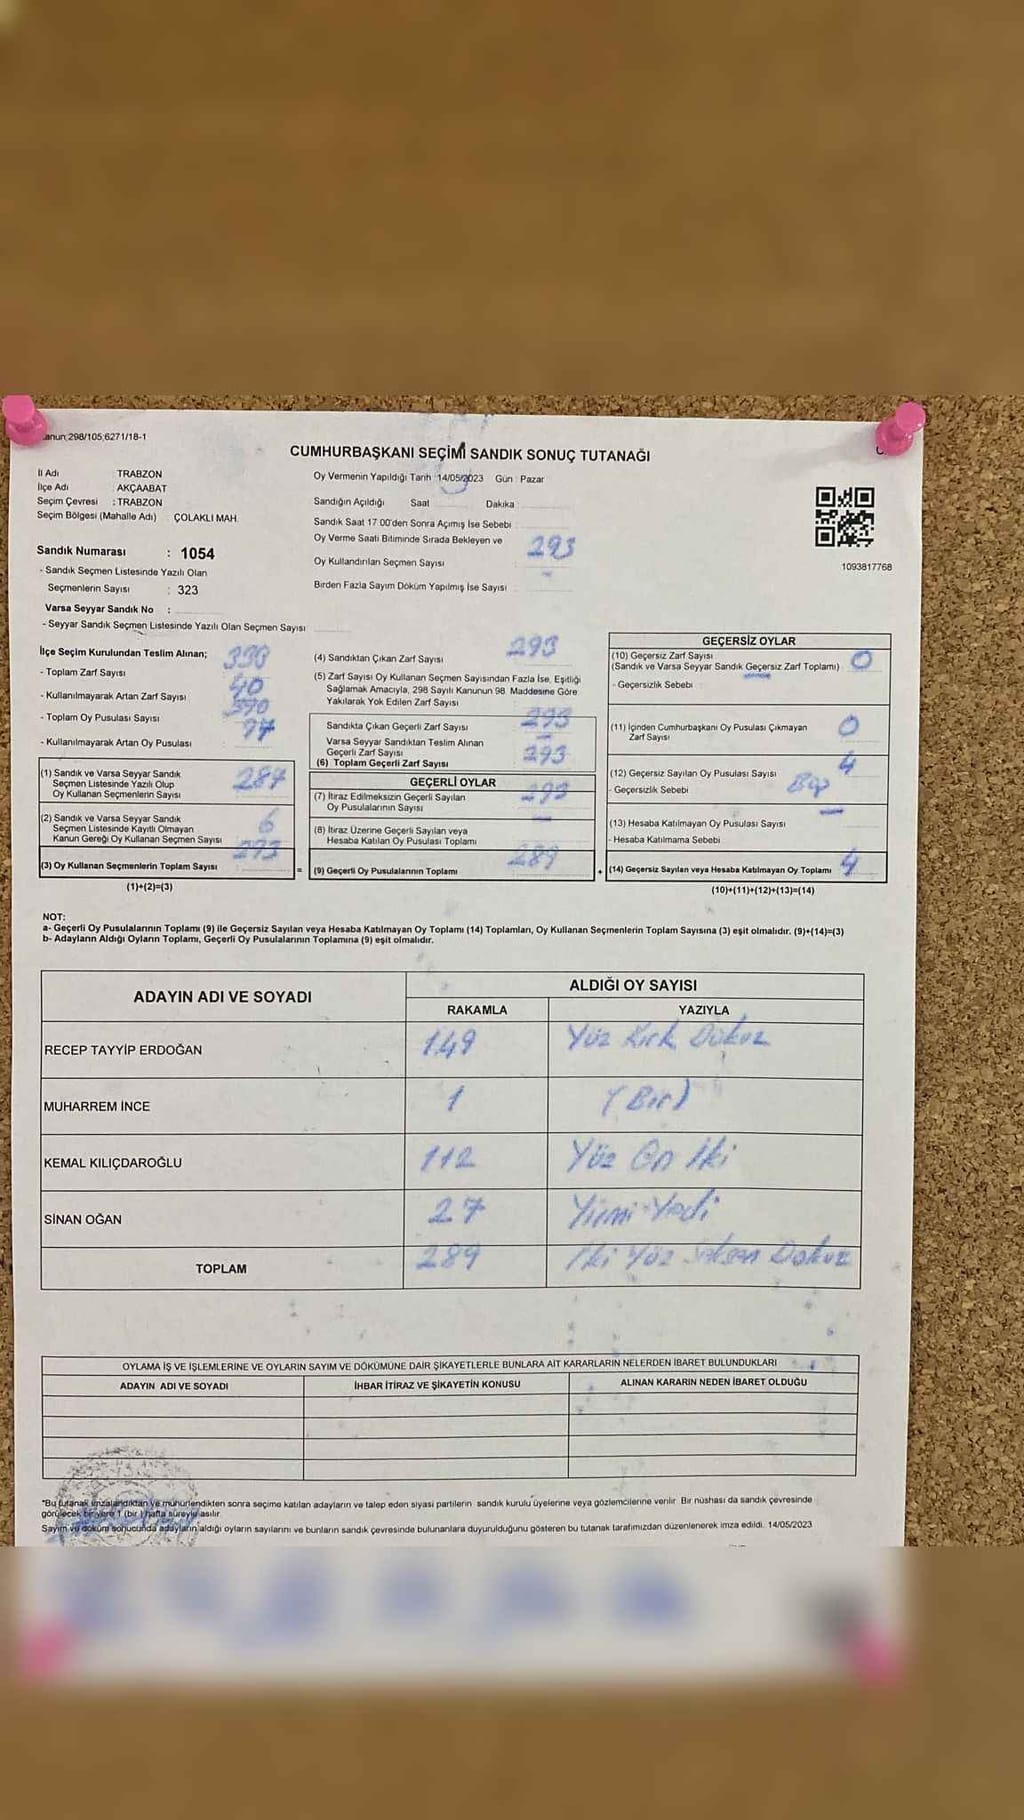 anun;298/105;6271/18-1
CUMHURBAŞKANI SEÇİMİ SANDIK SONUÇ TUTANAĞI
İl Adı TRABZON
İlçe Adı : AKÇAABAT
Seçim Çevresi : TRABZON
Seçim Bölgesi (Mahalle Adı) ÇOLAKLI MAH.
Sandık Numarası : 1054
- Sandık Seçmen Listesinde Yazılı Olan
Seçmenlerin Sayısı : 323
Varsa Seyyar Sandık No :
- Seyyar Sandık Seçmen Listesinde Yazılı Olan Seçmen Sayısı
Oy Vermenin Yapıldığı Tarih 14/05/2023 Gün : Pazar
Sandığın Açıldığı Saat Dakika
Sandık Saat 17:00'den Sonra Açımış İse Sebebi
Oy Verme Saati Bitiminde Sırada Bekleyen ve
Oy Kullandırılan Seçmen Sayısı 293
Birden Fazla Sayım Döküm Yapılmış İse Sayısı
1093817768
İlçe Seçim Kurulundan Teslim Alınan;
- Toplam Zarf Sayısı
- Kullanılmayarak Artan Zarf Sayısı 40
- Toplam Oy Pusulası Sayısı
- Kullanılmayarak Artan Oy Pusulası
(1) Sandık ve Varsa Seyyar Sandık
Seçmen Listesinde Yazılı Olup
Oy Kullanan Seçmenlerin Sayısı 287
(2) Sandık ve Varsa Seyyar Sandık
Seçmen Listesinde Kayıtlı Olmayan
Kanun Gereği Oy Kullanan Seçmen Sayısı 6
(3) Oy Kullanan Seçmenlerin Toplam Sayısı 293
(1)+(2)=(3)
(4) Sandıktan Çıkan Zarf Sayısı 293
(5) Zarf Sayısı Oy Kullanan Seçmen Sayısından Fazla İse, Eşitliği
Sağlamak Amacıyla, 298 Sayılı Kanunun 98. Maddesine Göre
Yakılarak Yok Edilen Zarf Sayısı
Sandıkta Çıkan Geçerli Zarf Sayısı 293
Varsa Seyyar Sandıktan Teslim Alınan
Geçerli Zarf Sayısı
(6) Toplam Geçerli Zarf Sayısı 293
GEÇERLİ OYLAR
(7) İtiraz Edilmeksizin Geçerli Sayılan
Oy Pusulalarının Sayısı 293
(8) İtiraz Üzerine Geçerli Sayılan veya
Hesaba Katılan Oy Pusulası Toplamı
= (9) Geçerli Oy Pusulalarının Toplamı 289
GEÇERSİZ OYLAR
(10) Geçersiz Zarf Sayısı
(Sandık ve Varsa Seyyar Sandık Geçersiz Zarf Toplamı) 0
- Geçersizlik Sebebi
(11) İçinden Cumhurbaşkanı Oy Pusulası Çıkmayan
Zarf Sayısı 0
(12) Geçersiz Sayılan Oy Pusulası Sayısı 4
- Geçersizlik Sebebi
(13) Hesaba Katılmayan Oy Pusulası Sayısı
- Hesaba Katılmama Sebebi
+ (14) Geçersiz Sayılan veya Hesaba Katılmayan Oy Toplamı 4
(10)+(11)+(12)+(13)=(14)
NOT:
a- Geçerli Oy Pusulalarının Toplamı (9) ile Geçersiz Sayılan veya Hesaba Katılmayan Oy Toplamı (14) Toplamları, Oy Kullanan Seçmenlerin Toplam Sayısına (3) eşit olmalıdır. (9)+(14)=(3)
b- Adayların Aldığı Oyların Toplamı, Geçerli Oy Pusulalarının Toplamına (9) eşit olmalıdır.
ADAYIN ADI VE SOYADI ALDIĞI OY SAYISI
RAKAMLA YAZIYLA
RECEP TAYYİP ERDOĞAN 149 Yüz Kırk Dokuz
MUHARREM İNCE 1 (Bir)
KEMAL KILIÇDAROĞLU 112 Yüz On İki
SİNAN OĞAN 27 Yirmi Yedi
TOPLAM 289 İki Yüz Seksen Dokuz
OYLAMA İŞ VE İŞLEMLERİNE VE OYLARIN SAYIM VE DÖKÜMÜNE DAİR ŞİKAYETLERLE BUNLARA AİT KARARLARIN NELERDEN İBARET BULUNDUKLARI
ADAYIN ADI VE SOYADI İHBAR İTİRAZ VE ŞİKAYETİN KONUSU ALINAN KARARIN NEDEN İBARET OLDUĞU
*Bu tutanak imzalandıktan ve mühürlendikten sonra seçime katılan adayların ve talep eden siyasi partilerin sandık kurulu üyelerine veya gözlemcilerine verilir Bir nüshası da sandık çevresinde
görülecek bir yere 1 (bir) hafta süreyle asılır.
Sayım ve döküm sonucunda adayların aldığı oyların sayılarını ve bunların sandık çevresinde bulunanlara duyurulduğunu gösteren bu tutanak tarafımızdan düzenlenerek imza edildi. 14/05/2023